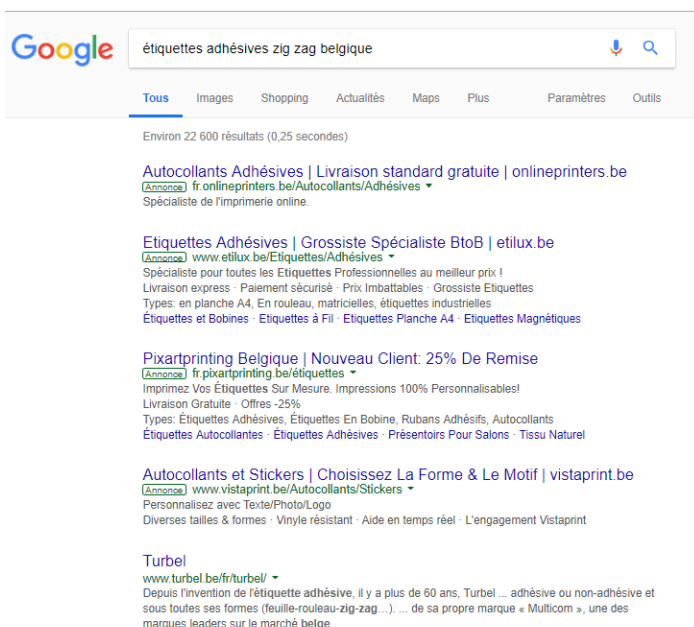 Google
étiquettes adhésives zig zag belgique
Tous Images Shopping Actualités Maps Plus Paramètres Outils
Environ 22 600 résultats (0,25 secondes)
Autocollants Adhésives | Livraison standard gratuite | onlineprinters.be
Annonce fr.onlineprinters.be/Autocollants/Adhésives
Spécialiste de l'imprimerie online.
Etiquettes Adhésives | Grossiste Spécialiste BtoB | etilux.be
Annonce www.etilux.be/Etiquettes/Adhésives
Spécialiste pour toutes les Etiquettes Professionnelles au meilleur prix !
Livraison express · Paiement sécurisé · Prix Imbattables · Grossiste Etiquettes
Types: en planche A4, En rouleau, matricielles, étiquettes industrielles
Étiquettes et Bobines · Etiquettes à Fil · Etiquettes Planche A4 · Etiquettes Magnétiques
Pixartprinting Belgique | Nouveau Client: 25% De Remise
Annonce fr.pixartprinting.be/étiquettes
Imprimez Vos Étiquettes Sur Mesure. Impressions 100% Personnalisables!
Livraison Gratuite · Offres -25%
Types: Étiquettes Adhésives, Étiquettes En Bobine, Rubans Adhésifs, Autocollants
Étiquettes Autocollantes · Étiquettes Adhésives · Présentoirs Pour Salons · Tissu Naturel
Autocollants et Stickers | Choisissez La Forme & Le Motif | vistaprint.be
Annonce www.vistaprint.be/Autocollants/Stickers
Personnalisez avec Texte/Photo/Logo
Diverses tailles & formes · Vinyle résistant · Aide en temps réel · L'engagement Vistaprint
Turbel
www.turbel.be/fr/turbel/
Depuis l'invention de l'étiquette adhésive, il y a plus de 60 ans, Turbel ... adhésive ou non-adhésive et
sous toutes ses formes (feuille-rouleau-zig-zag…). ... de sa propre marque « Multicom », une des
marques leaders sur le marché belge